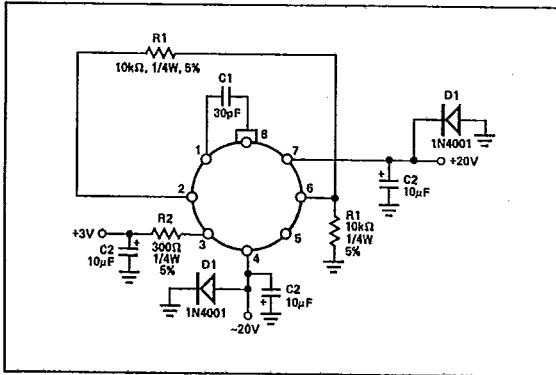 R1
10kΩ, 1/4W, 5%
C1
30pF
D1
1N4001
+20V
C2
+
10μF
1
8
7
2
6
3
5
4
R1
10kΩ
1/4W
5%
+3V
C2
+
10μF
R2
300Ω
1/4W
5%
D1
1N4001
C2
+
10μF
-20V